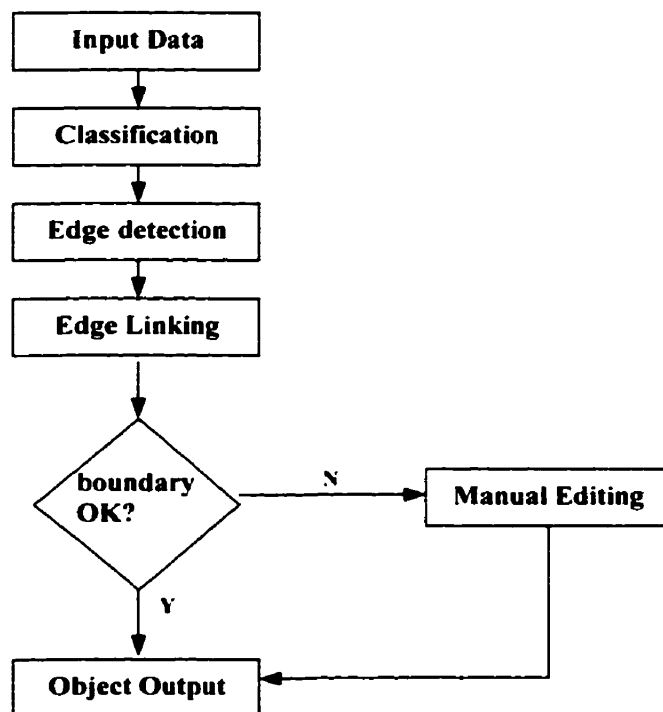 Input Data
Classification
Edge detection
Edge Linking
boundary
OK?
N
Manual Editing
Y
Object Output